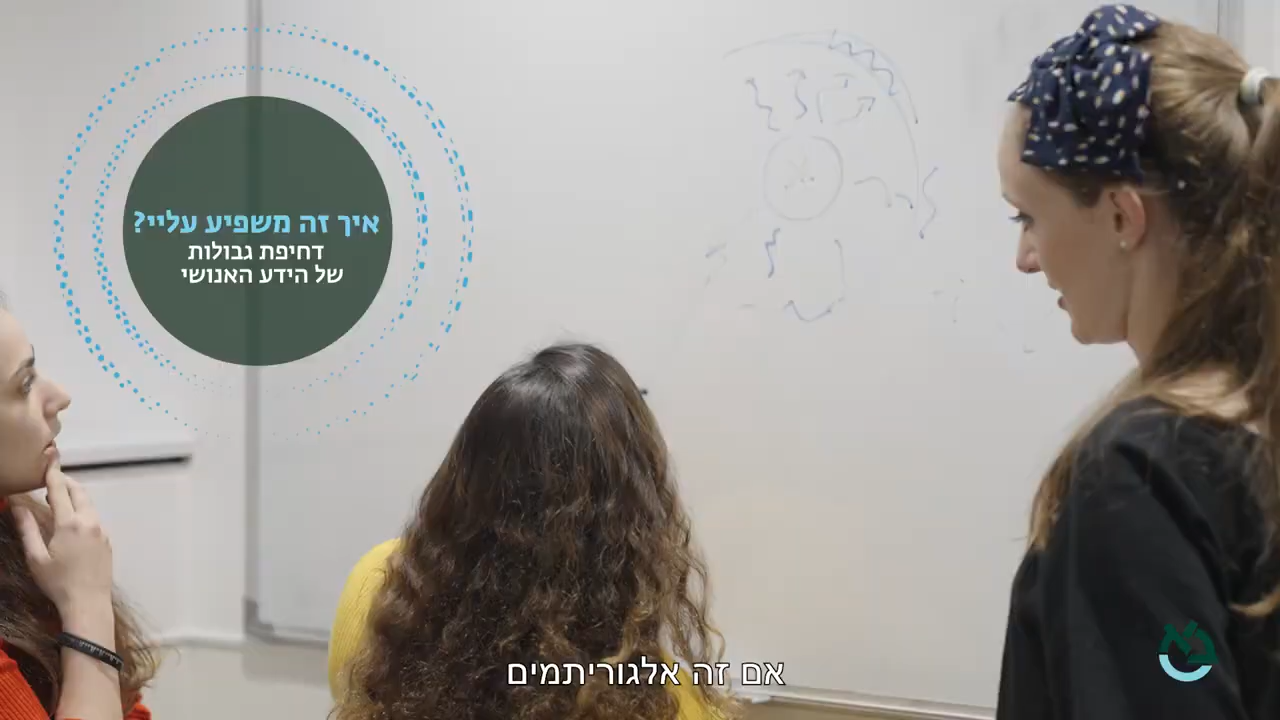 איך זה משפיע עליי?
דחיפת גבולות
של הידע האנושי
אם זה אלגוריתמים